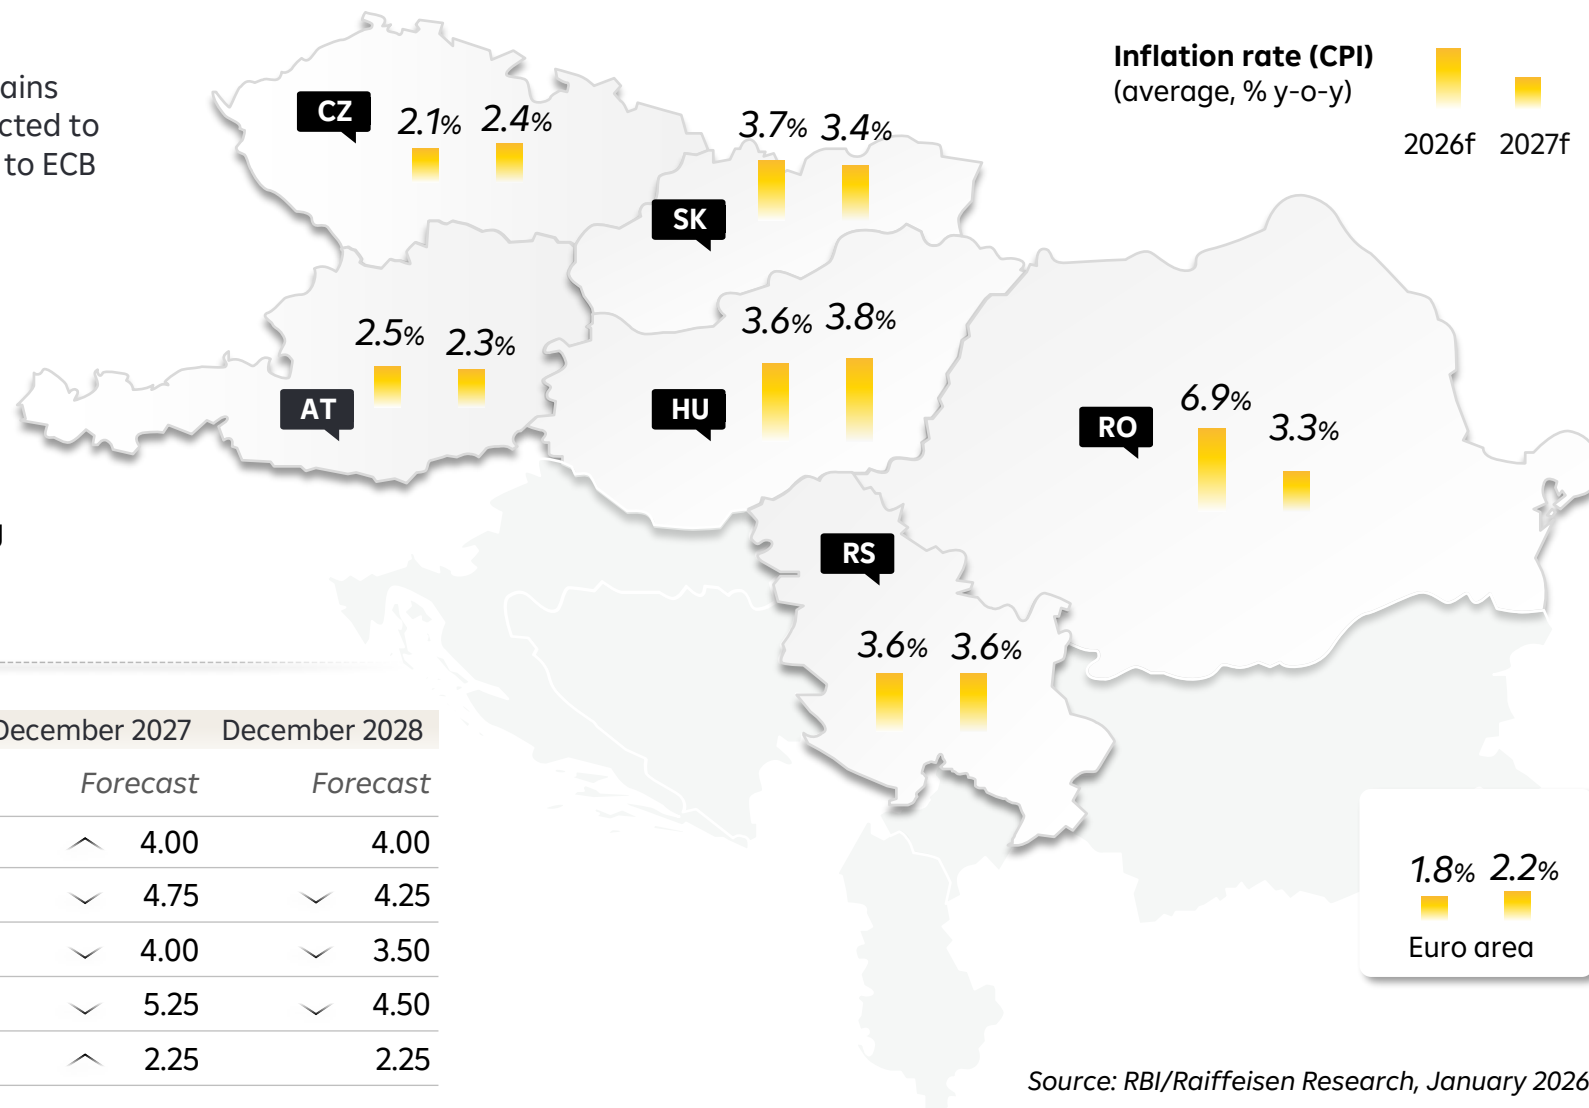 ains
cted to
to ECB
Inflation rate (CPI)
(average, % y-o-y)
2026f 2027f
CZ
2.1% 2.4%
3.7% 3.4%
SK
2.5% 2.3%
AT
3.6% 3.8%
HU
6.9% 3.3%
RO
RS
3.6% 3.6%
December 2027 December 2028
Forecast Forecast
4.00 4.00
4.75 4.25
4.00 3.50
5.25 4.50
2.25 2.25
1.8% 2.2%
Euro area
Source: RBI/Raiffeisen Research, January 2026